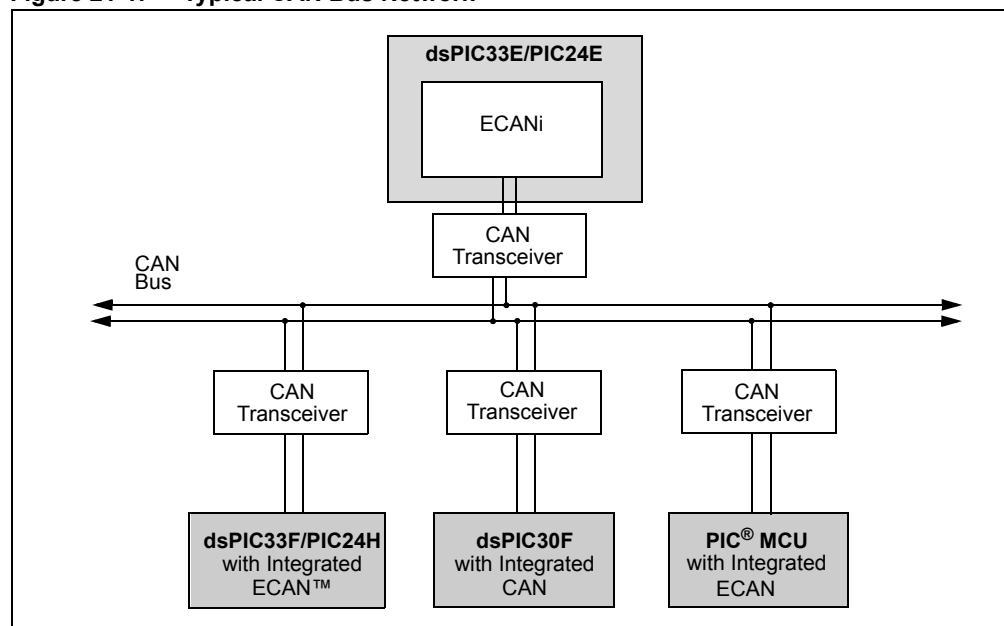 dsPIC33E/PIC24E
ECANi
CAN
Transceiver
CAN
Bus
CAN
Transceiver
CAN
Transceiver
CAN
Transceiver
dsPIC33F/PIC24H
with Integrated
ECAN™
dsPIC30F
with Integrated
CAN
PIC® MCU
with Integrated
ECAN